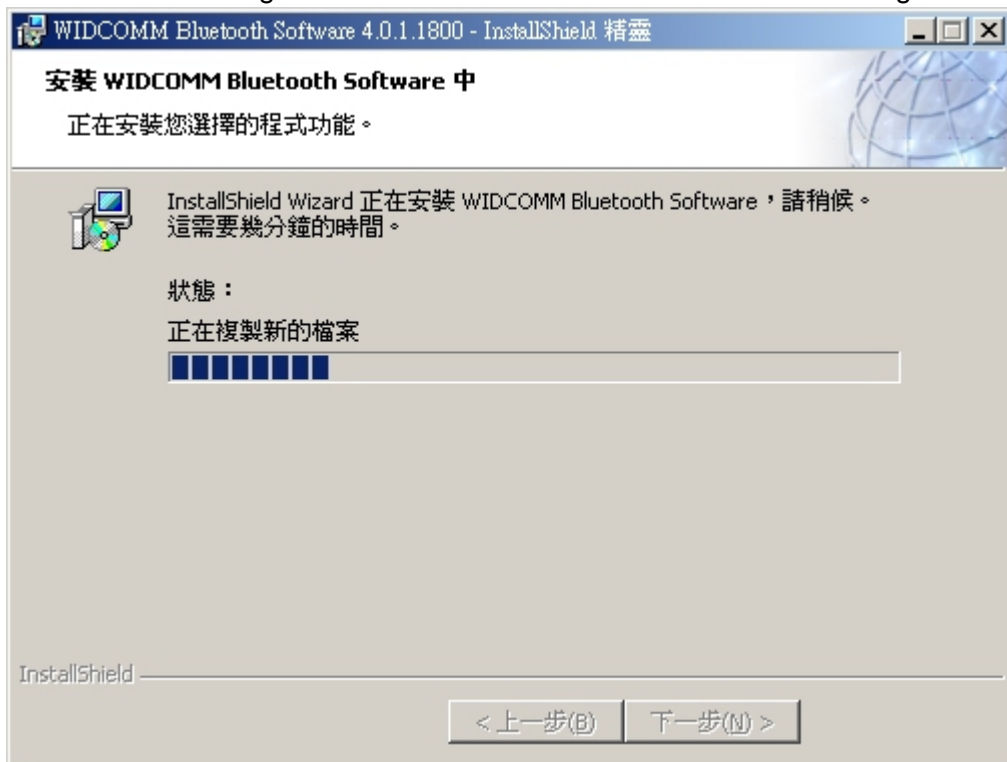 WIDCOMM Bluetooth Software 4.0.1.1800 - InstallShield 精靈
安裝 WIDCOMM Bluetooth Software 中
正在安裝您選擇的程式功能。
InstallShield Wizard 正在安裝 WIDCOMM Bluetooth Software，請稍候。
這需要幾分鐘的時間。
狀態：
正在複製新的檔案
InstallShield
< 上一步(B) 下一步(N) >